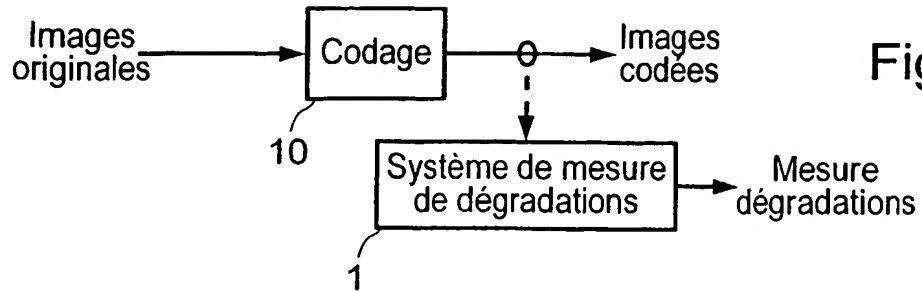 Images
originales
Codage
Images
codées
Fig
10
Système de mesure
de dégradations
Mesure
dégradations
1